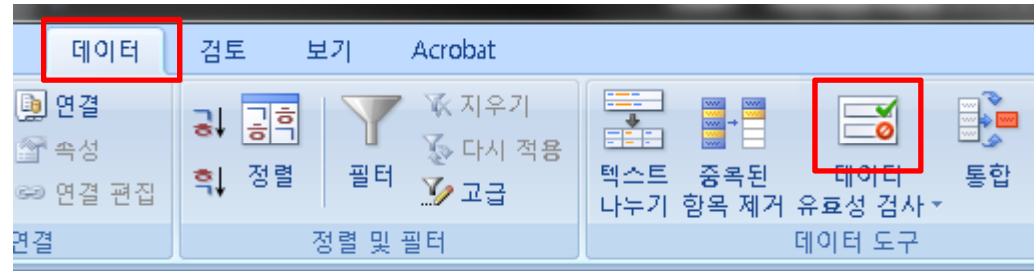 데이터 검토 보기 Acrobat
연결
속성
연결 편집
연결
정렬
필터
지우기
다시 적용
고급
정렬 및 필터
텍스트
나누기
중복된
항목 제거
데이터
유효성 검사
통합
데이터 도구